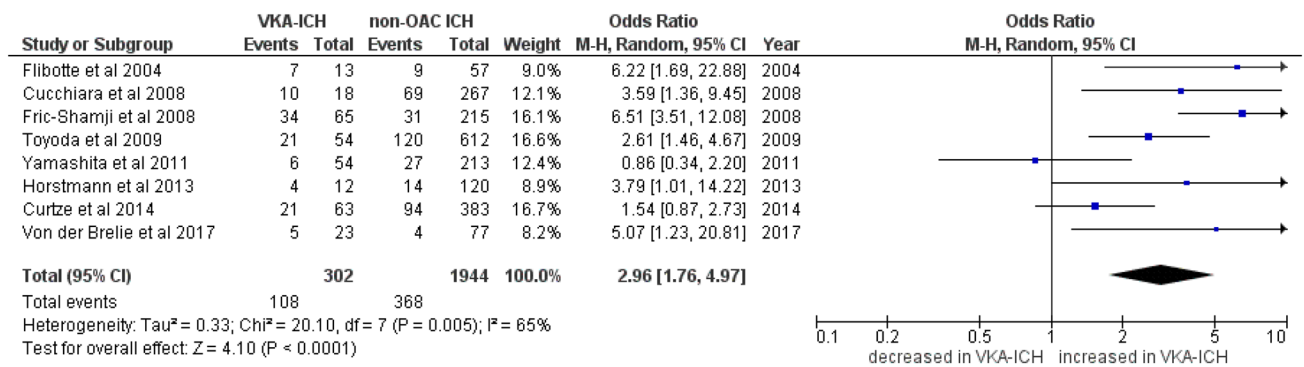 VKA-ICH non-OAC ICH Odds Ratio Odds Ratio
Study or Subgroup Events Total Events Total Weight M-H, Random, 95% CI Year M-H, Random, 95% CI
Flibotte et al 2004 7 13 9 57 9.0% 6.22 [1.69, 22.88] 2004
Cucchiara et al 2008 10 18 69 267 12.1% 3.59 [1.36, 9.45] 2008
Fric-Shamji et al 2008 34 65 31 215 16.1% 6.51 [3.51, 12.08] 2008
Toyoda et al 2009 21 54 120 612 16.6% 2.61 [1.46, 4.67] 2009
Yamashita et al 2011 6 54 27 213 12.4% 0.86 [0.34, 2.20] 2011
Horstmann et al 2013 4 12 14 120 8.9% 3.79 [1.01, 14.22] 2013
Curtze et al 2014 21 63 94 383 16.7% 1.54 [0.87, 2.73] 2014
Von der Brelie et al 2017 5 23 4 77 8.2% 5.07 [1.23, 20.81] 2017
Total (95% CI) 302 1944 100.0% 2.96 [1.76, 4.97]
Total events 108 368
Heterogeneity: Tau² = 0.33; Chi² = 20.10, df = 7 (P = 0.005); I² = 65%
Test for overall effect: Z = 4.10 (P < 0.0001)
0.1 0.2 0.5 1 2 5 10
decreased in VKA-ICH increased in VKA-ICH